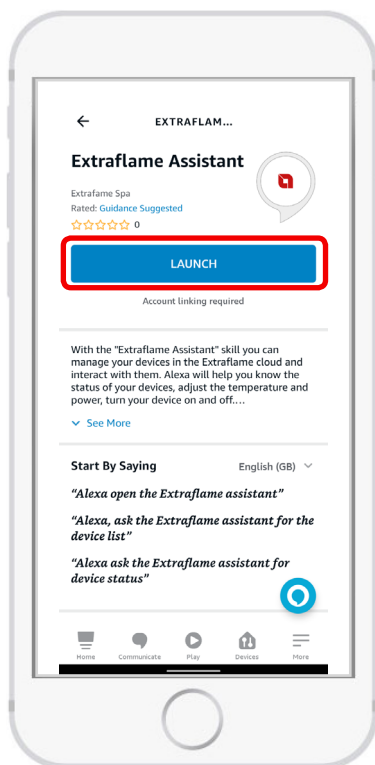 EXTRAFLAM...
Extraflame Assistant
Extrafame Spa
Rated: Guidance Suggested
0
LAUNCH
Account linking required
With the "Extraflame Assistant" skill you can
manage your devices in the Extraflame cloud and
interact with them. Alexa will help you know the
status of your devices, adjust the temperature and
power, turn your device on and off....
See More
Start By Saying English (GB)
“Alexa open the Extraflame assistant”
“Alexa, ask the Extraflame assistant for the
device list”
“Alexa ask the Extraflame assistant for
device status”
Home Communicate Play Devices More